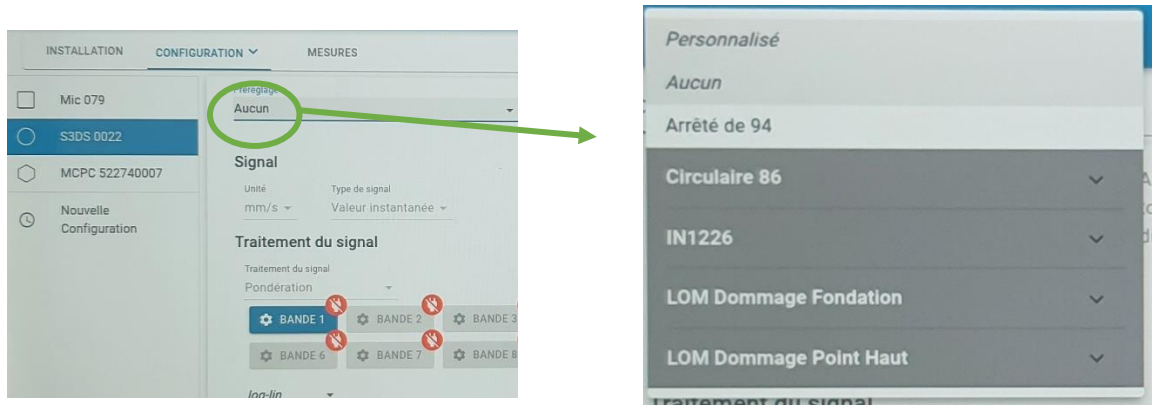 INSTALLATION CONFIGURATION MESURES
Mic 079
S3DS 0022
MCPC 522740007
Nouvelle
Configuration
Préréglage
Aucun
Signal
Unité Type de signal
mm/s Valeur instantanée
Traitement du signal
Traitement du signal
Pondération
BANDE 1 BANDE 2 BANDE 3
BANDE 6 BANDE 7 BANDE 8
log-lin
Personnalisé
Aucun
Arrêté de 94
Circulaire 86
IN1226
LOM Dommage Fondation
LOM Dommage Point Haut
Traitement du signal